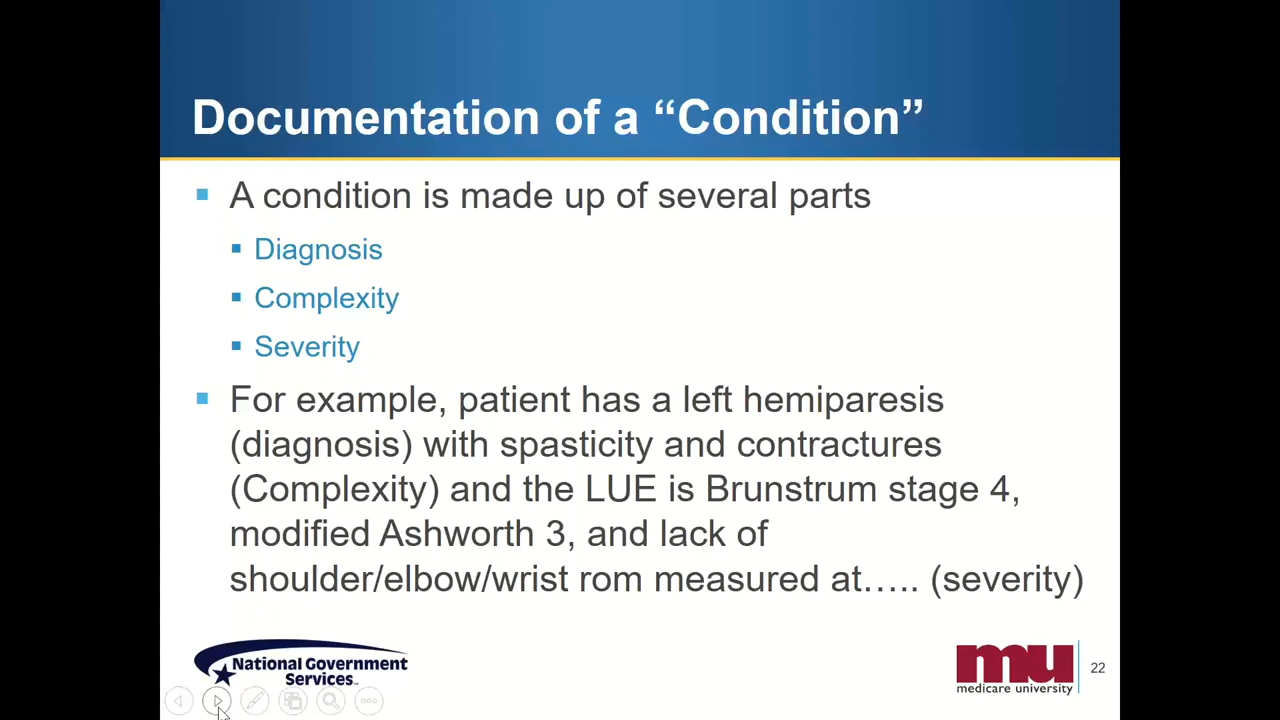 Documentation of a “Condition”
A condition is made up of several parts
Diagnosis
Complexity
Severity
For example, patient has a left hemiparesis
(diagnosis) with spasticity and contractures
(Complexity) and the LUE is Brunstrum stage 4,
modified Ashworth 3, and lack of
shoulder/elbow/wrist rom measured at….. (severity)
National Government
Services
mu
medicare university
22